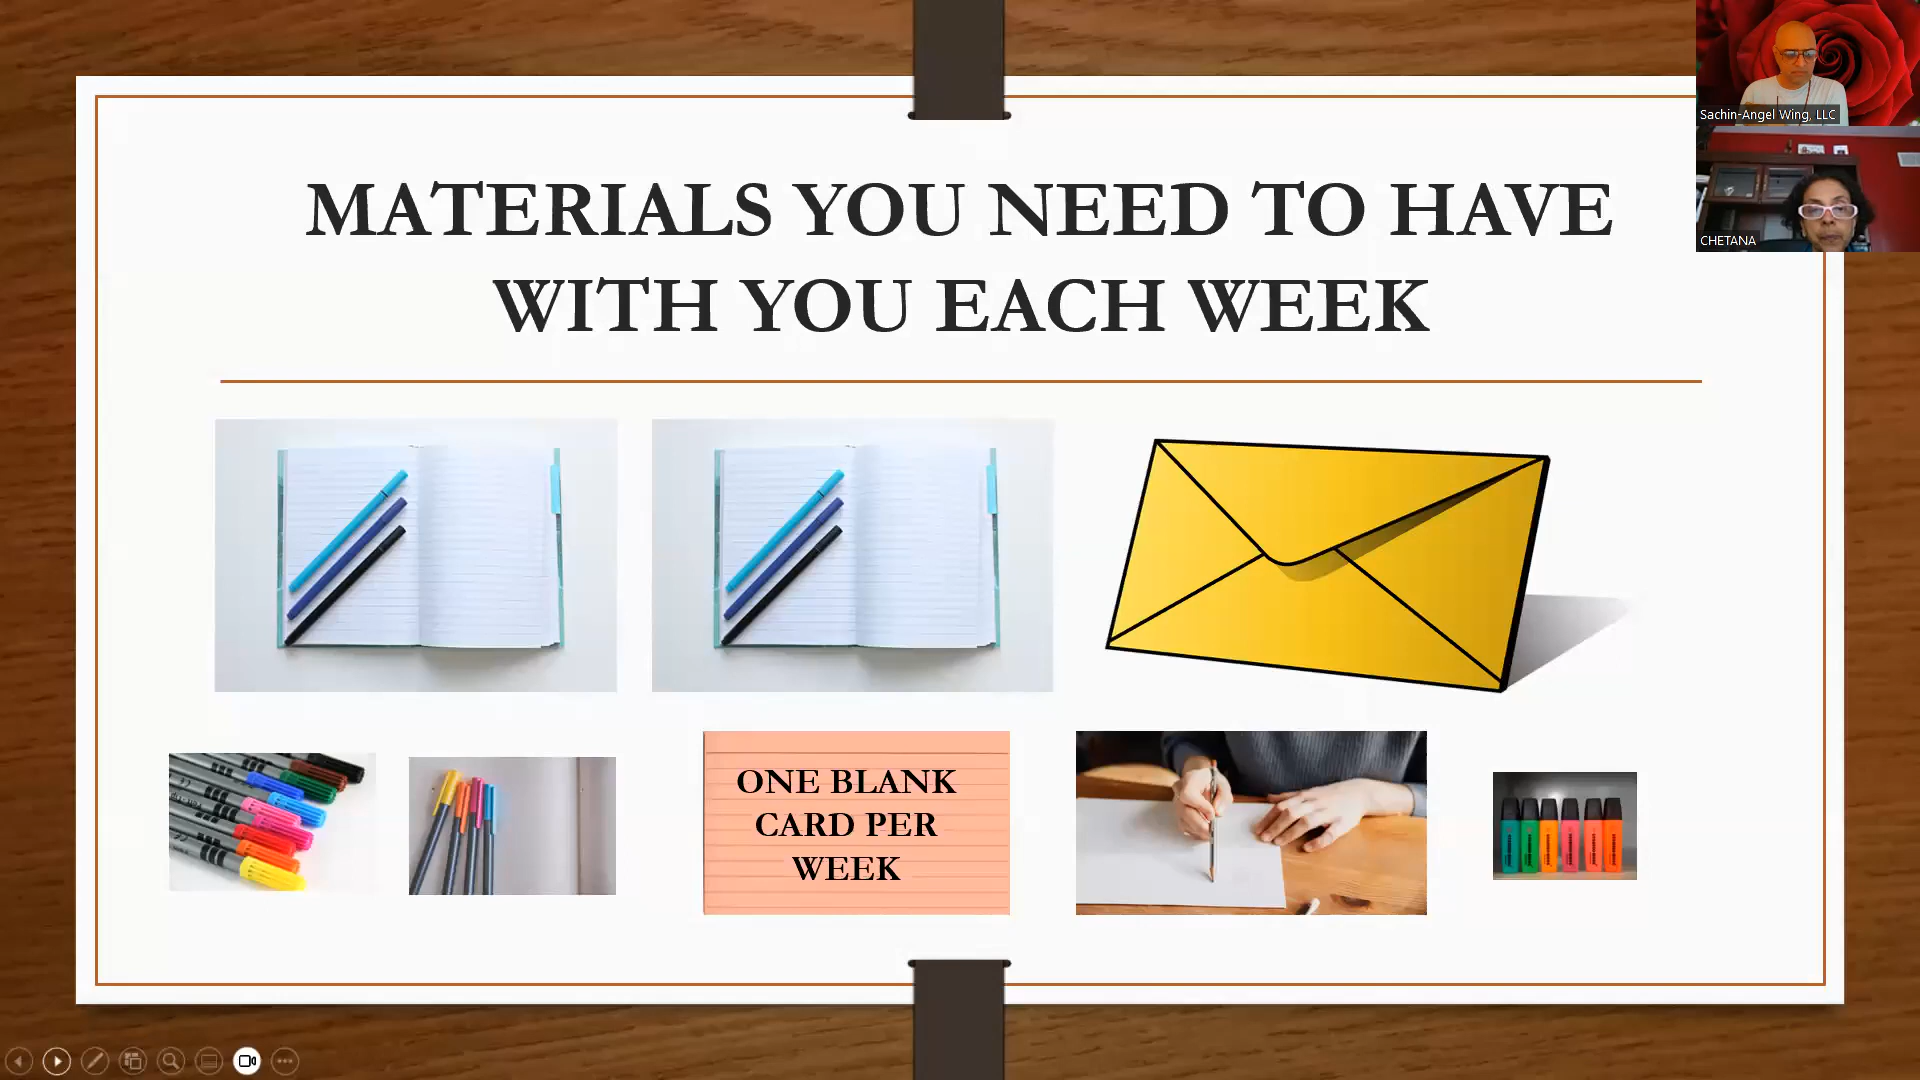 MATERIALS YOU NEED TO HAVE
WITH YOU EACH WEEK
ONE BLANK
CARD PER
WEEK
Sachin-Angel Wing, LLC
CHETANA